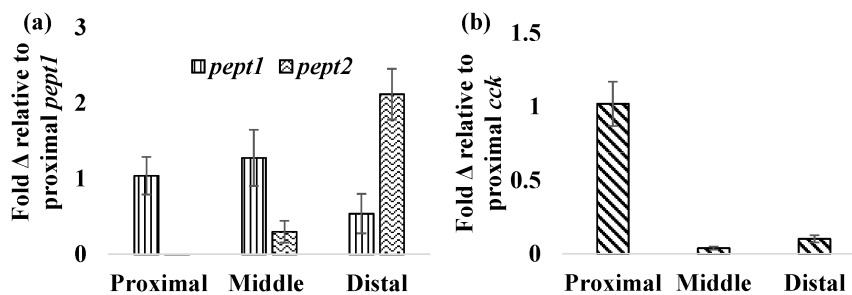 (a)
Fold Δ relative to
proximal pept1
3
2
1
0
pept1 pept2
Proximal Middle Distal
(b)
Fold Δ relative to
proximal cck
1.5
1
0.5
0
Proximal Middle Distal